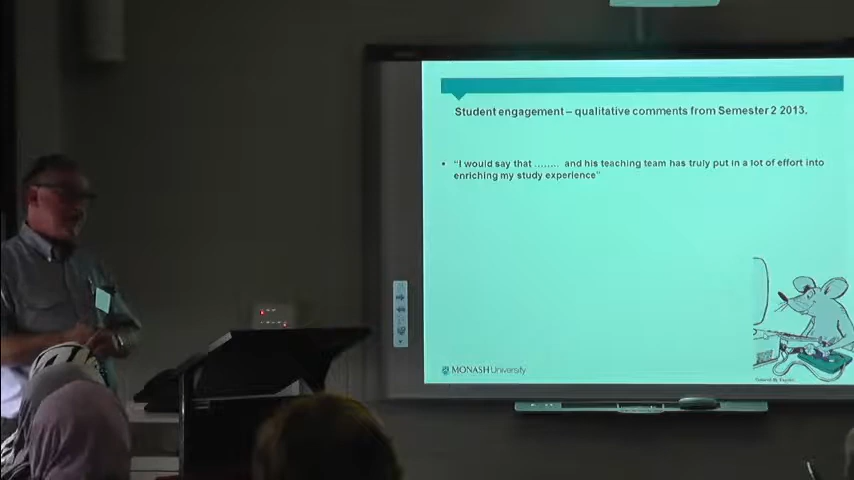 Student engagement – qualitative comments from Semester 2 2013.
• "I would say that ........ and his teaching team has truly put in a lot of effort into
enriching my study experience"
MONASH University